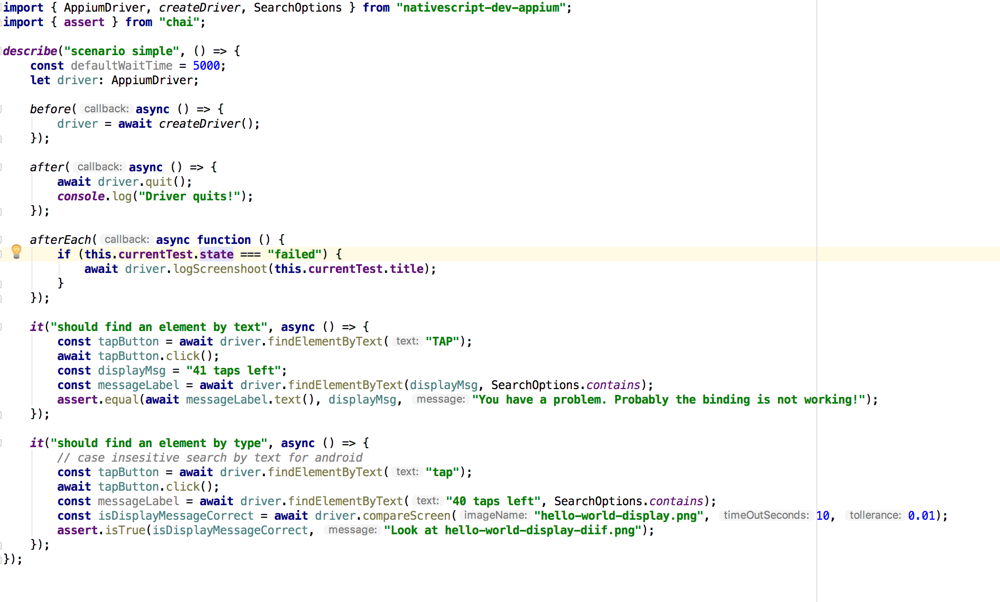 import { AppiumDriver, createDriver, SearchOptions } from "nativescript-dev-appium";
import { assert } from "chai";

describe("scenario simple", () => {
    const defaultWaitTime = 5000;
    let driver: AppiumDriver;

    before( callback: async () => {
        driver = await createDriver();
    });

    after( callback: async () => {
        await driver.quit();
        console.log("Driver quits!");
    });

    afterEach( callback: async function () {
        if (this.currentTest.state === "failed") {
            await driver.logScreenshoot(this.currentTest.title);
        }
    });

    it("should find an element by text", async () => {
        const tapButton = await driver.findElementByText( text: "TAP");
        await tapButton.click();
        const displayMsg = "41 taps left";
        const messageLabel = await driver.findElementByText(displayMsg, SearchOptions.contains);
        assert.equal(await messageLabel.text(), displayMsg, message: "You have a problem. Probably the binding is not working!");
    });

    it("should find an element by type", async () => {
        // case insesitive search by text for android
        const tapButton = await driver.findElementByText( text: "tap");
        await tapButton.click();
        const messageLabel = await driver.findElementByText( text: "40 taps left", SearchOptions.contains);
        const isDisplayMessageCorrect = await driver.compareScreen( imageName: "hello-world-display.png", timeOutSeconds: 10, tollerance: 0.01);
        assert.isTrue(isDisplayMessageCorrect, message: "Look at hello-world-display-diif.png");
    });
});